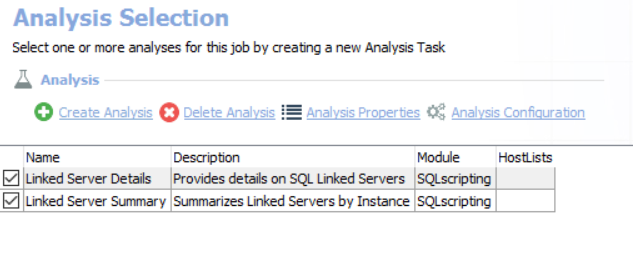 Analysis Selection
Select one or more analyses for this job by creating a new Analysis Task
Analysis
Create Analysis Delete Analysis Analysis Properties Analysis Configuration
Name Description Module HostLists
Linked Server Details Provides details on SQL Linked Servers SQLscripting
Linked Server Summary Summarizes Linked Servers by Instance SQLscripting